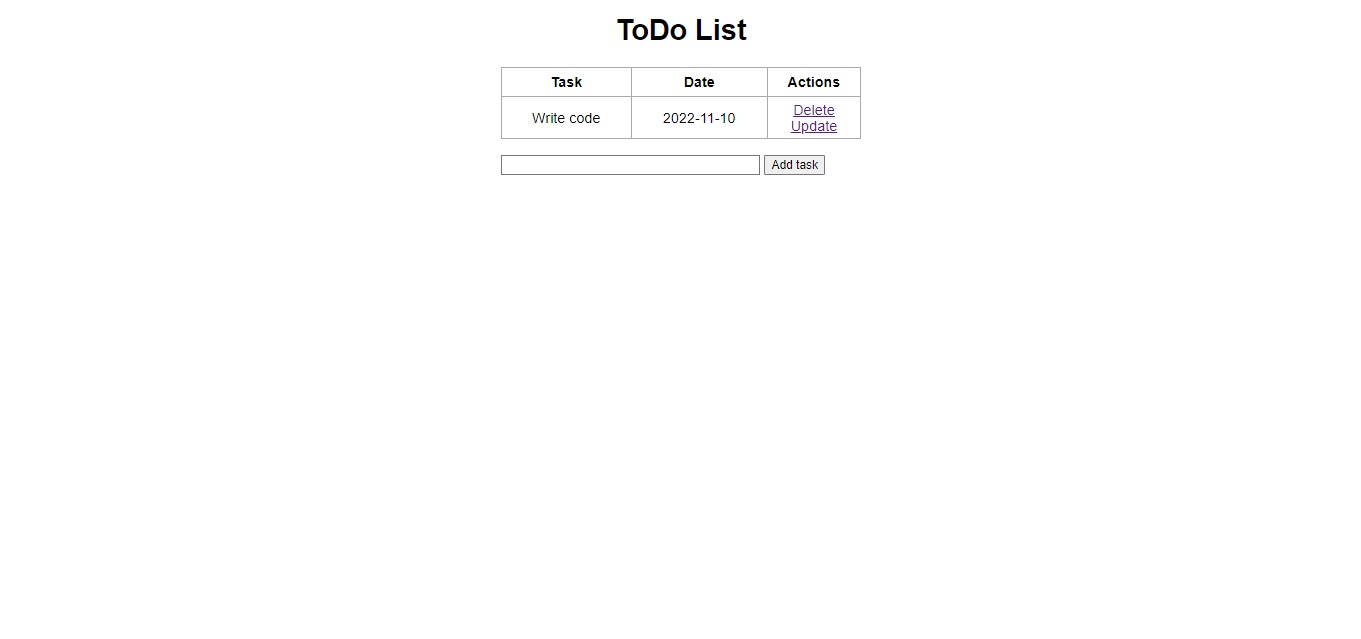 ToDo List
Task Date Actions
Write code 2022-11-10 Delete
Update
Add task